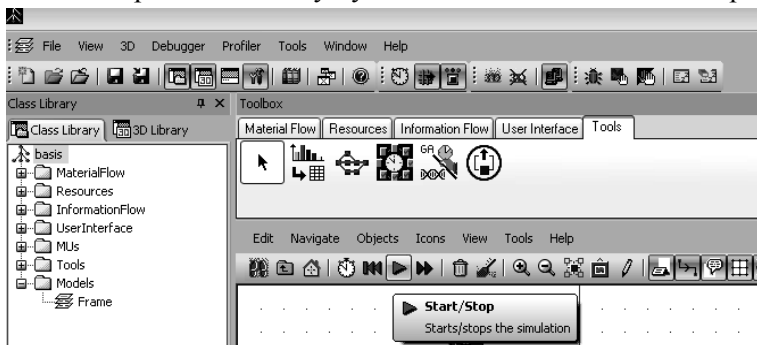 File View 3D Debugger Profiler Tools Window Help
Class Library
Toolbox
Class Library 3D Library
Material Flow Resources Information Flow User Interface Tools
basis
MaterialFlow
Resources
InformationFlow
UserInterface
MUs
Tools
Models
Frame
GA
Edit Navigate Objects Icons View Tools Help
Start/Stop
Starts/stops the simulation